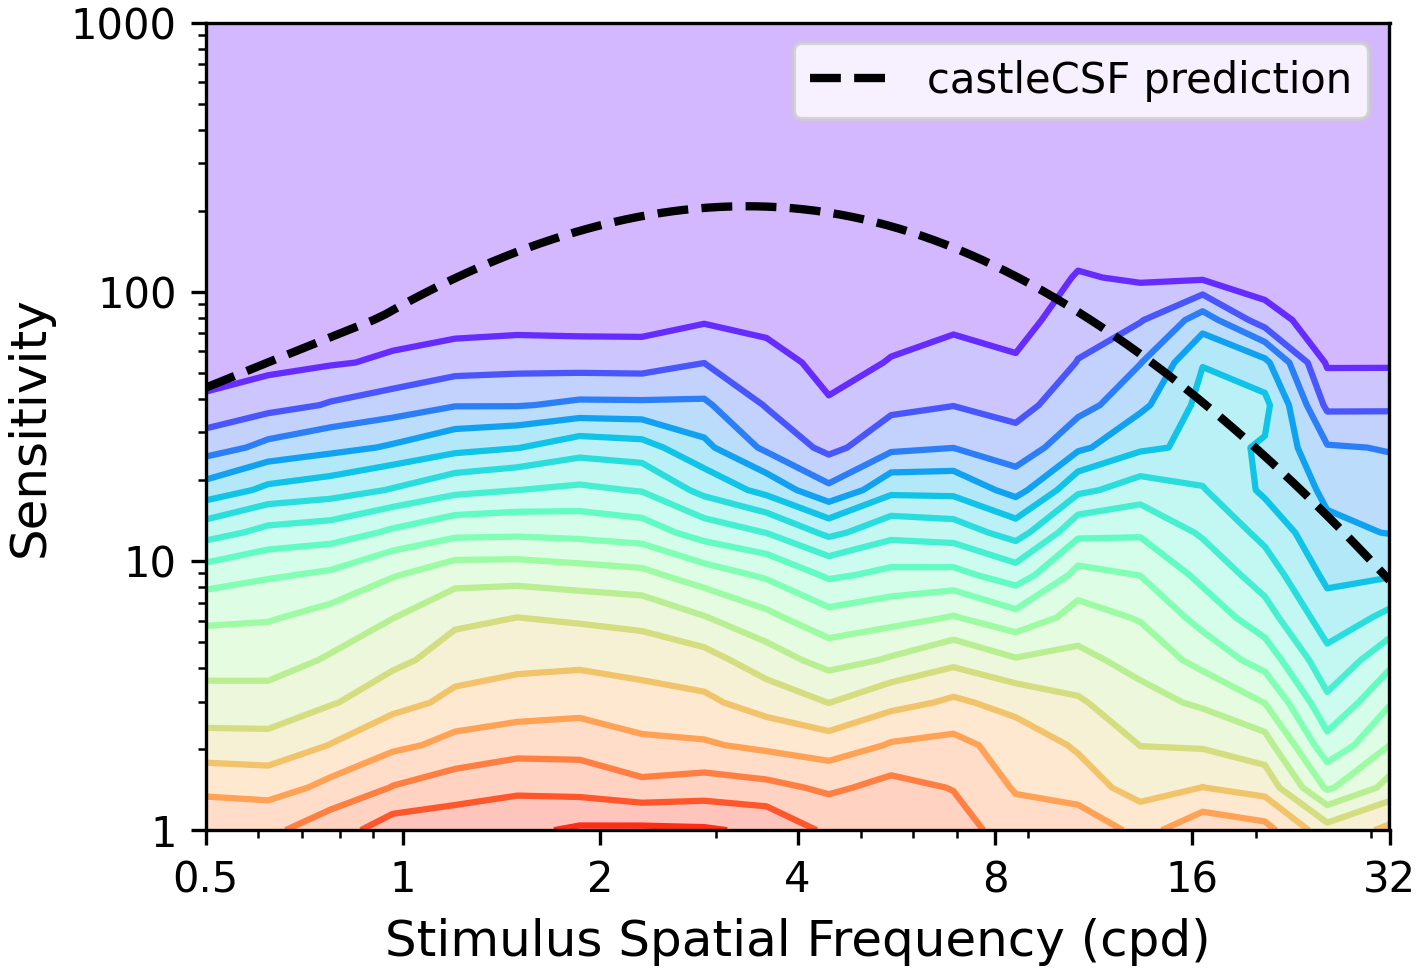 1000
castleCSF prediction
100
10
1
Sensitivity
0.5 1 2 4 8 16 32
Stimulus Spatial Frequency (cpd)